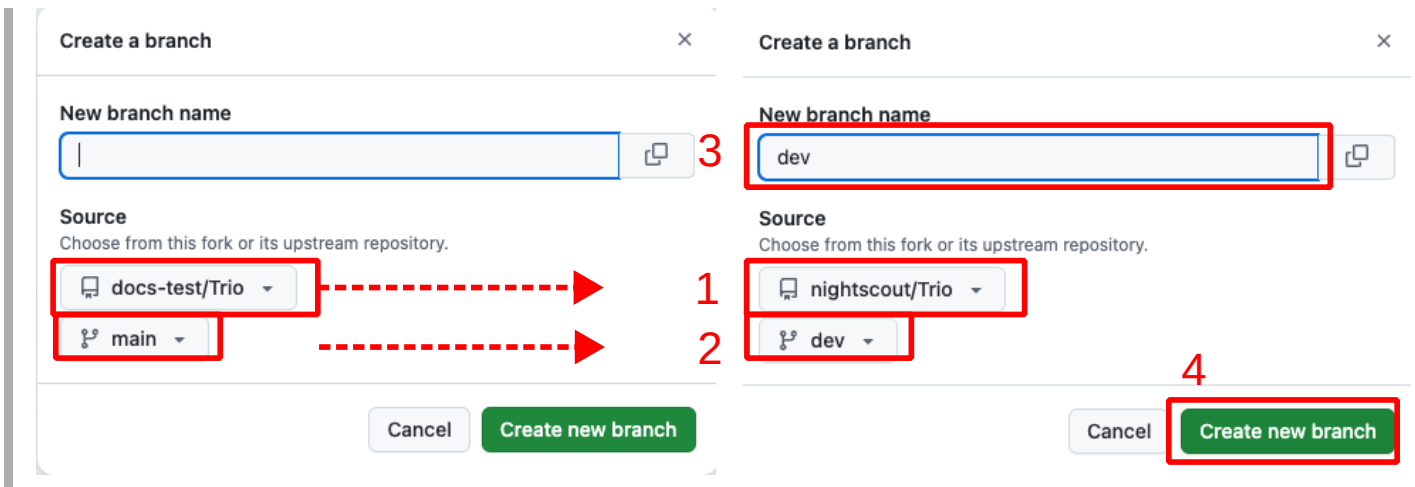 Create a branch
New branch name
Source
Choose from this fork or its upstream repository.
docs-test/Trio
main
Cancel
Create new branch
Create a branch
New branch name
3
dev
Source
Choose from this fork or its upstream repository.
1
nightscout/Trio
2
dev
4
Cancel
Create new branch